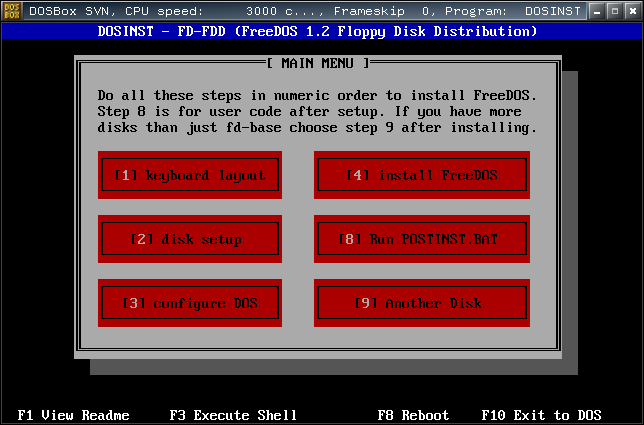 DOS BOX
DOSBox SVN, CPU speed: 3000 c..., Frameskip 0, Program: DOSINST
DOSINST - FD-FDD (FreeDOS 1.2 Floppy Disk Distribution)
[ MAIN MENU ]
Do all these steps in numeric order to install FreeDOS.
Step 8 is for user code after setup. If you have more
disks than just fd-base choose step 9 after installing.
[1] keyboard layout
[4] install FreeDOS
[2] disk setup
[8] Run POSTINST.BAT
[3] configure DOS
[9] Another Disk
F1 View Readme F3 Execute Shell F8 Reboot F10 Exit to DOS